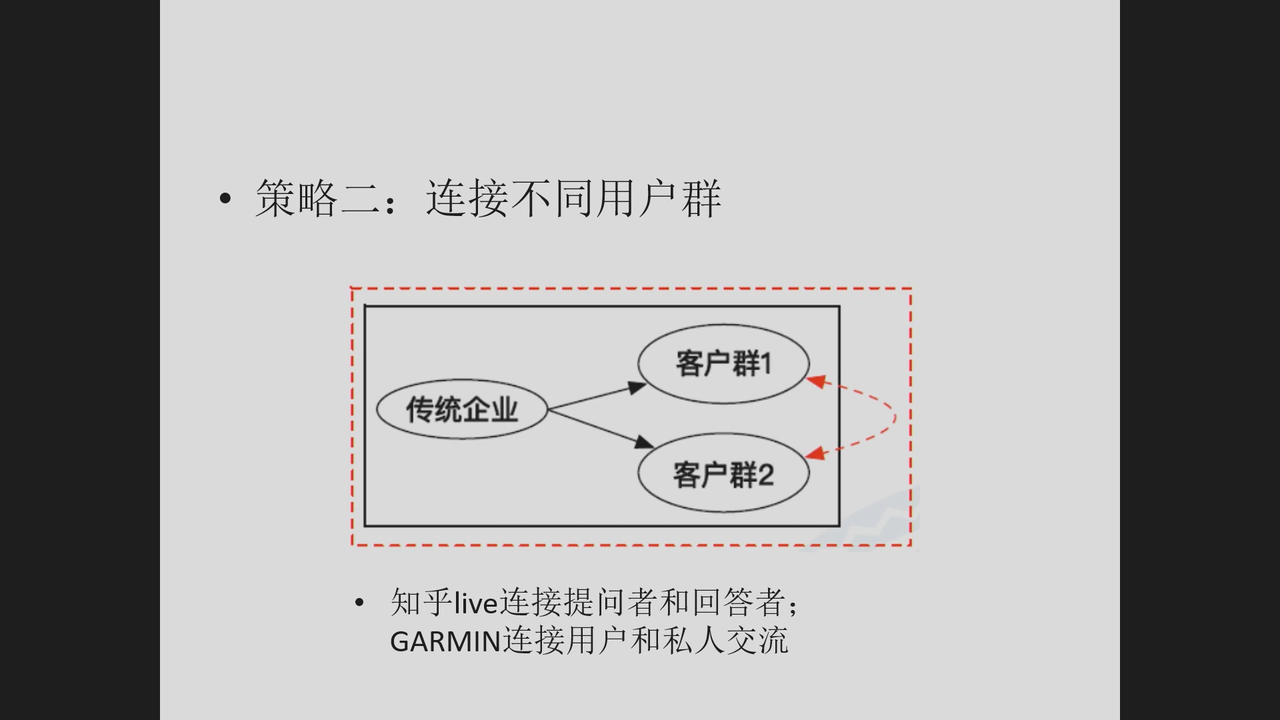 策略二：连接不同用户群
客户群1
传统企业
客户群2
知乎live连接提问者和回答者；
GARMIN连接用户和私人交流